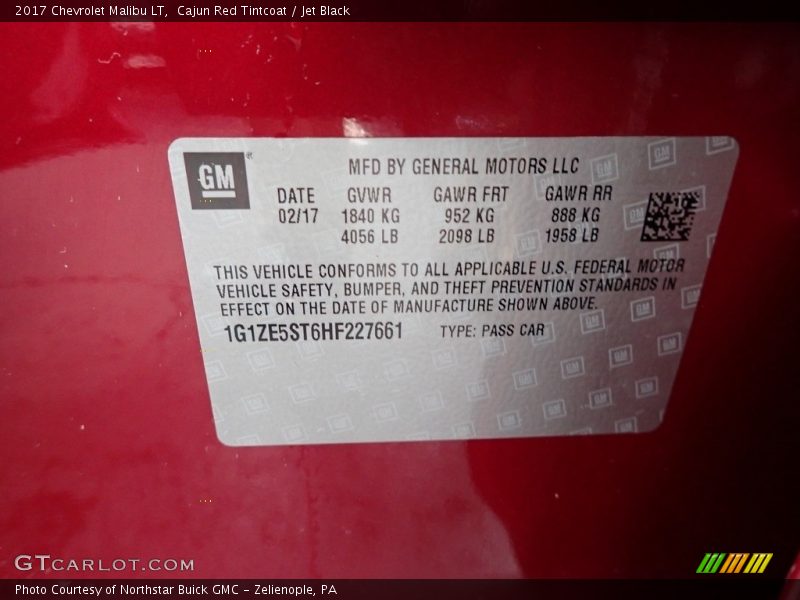 2017 Chevrolet Malibu LT, Cajun Red Tintcoat / Jet Black
GM®
MFD BY GENERAL MOTORS LLC
DATE GVWR GAWR FRT GAWR RR
02/17 1840 KG 952 KG 888 KG
4056 LB 2098 LB 1958 LB
THIS VEHICLE CONFORMS TO ALL APPLICABLE U.S. FEDERAL MOTOR
VEHICLE SAFETY, BUMPER, AND THEFT PREVENTION STANDARDS IN
EFFECT ON THE DATE OF MANUFACTURE SHOWN ABOVE.
1G1ZE5ST6HF227661 TYPE: PASS CAR
GTCARLOT.COM
Photo Courtesy of Northstar Buick GMC - Zelienople, PA